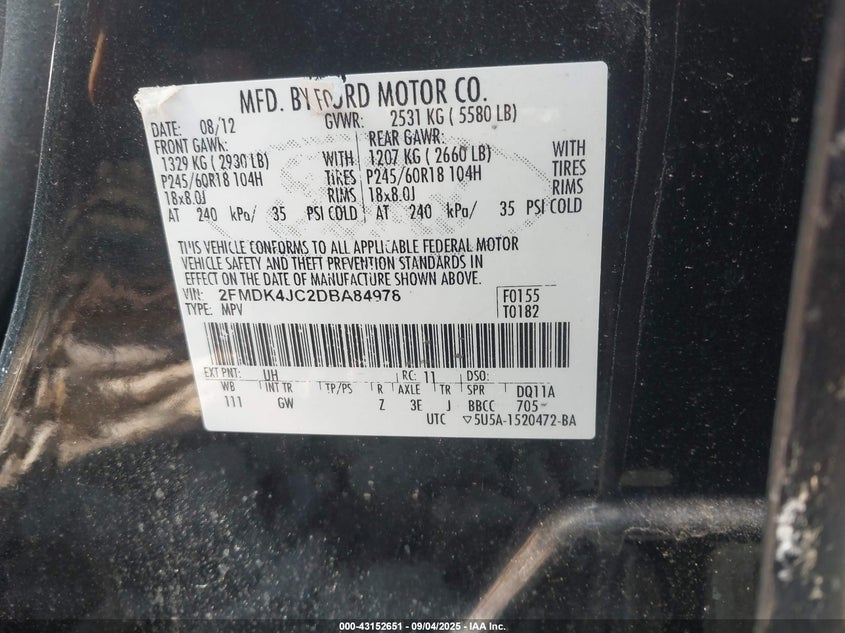 MFD. BY FORD MOTOR CO.
DATE: 08/12 GVWR: 2531 KG ( 5580 LB)
FRONT GAWR: REAR GAWR:
1329 KG ( 2930 LB) WITH 1207 KG ( 2660 LB) WITH
P245/60R18 104H TIRES P245/60R18 104H TIRES
18x8.0J RIMS 18x8.0J RIMS
AT 240 kPa/ 35 PSI COLD AT 240 kPa/ 35 PSI COLD
THIS VEHICLE CONFORMS TO ALL APPLICABLE FEDERAL MOTOR
VEHICLE SAFETY AND THEFT PREVENTION STANDARDS IN
EFFECT ON THE DATE OF MANUFACTURE SHOWN ABOVE.
VIN: 2FMDK4JC2DBA84976 F0155
TYPE: MPV T0182
EXT PNT: UH RC: 11 DSO:
WB INT TR TP/PS R AXLE TR SPR DQ11A
111 GW Z 3E J BBCC 705
UTC ▽5U5A-1520472-BA
000-43152651 - 09/04/2025 - IAA Inc.